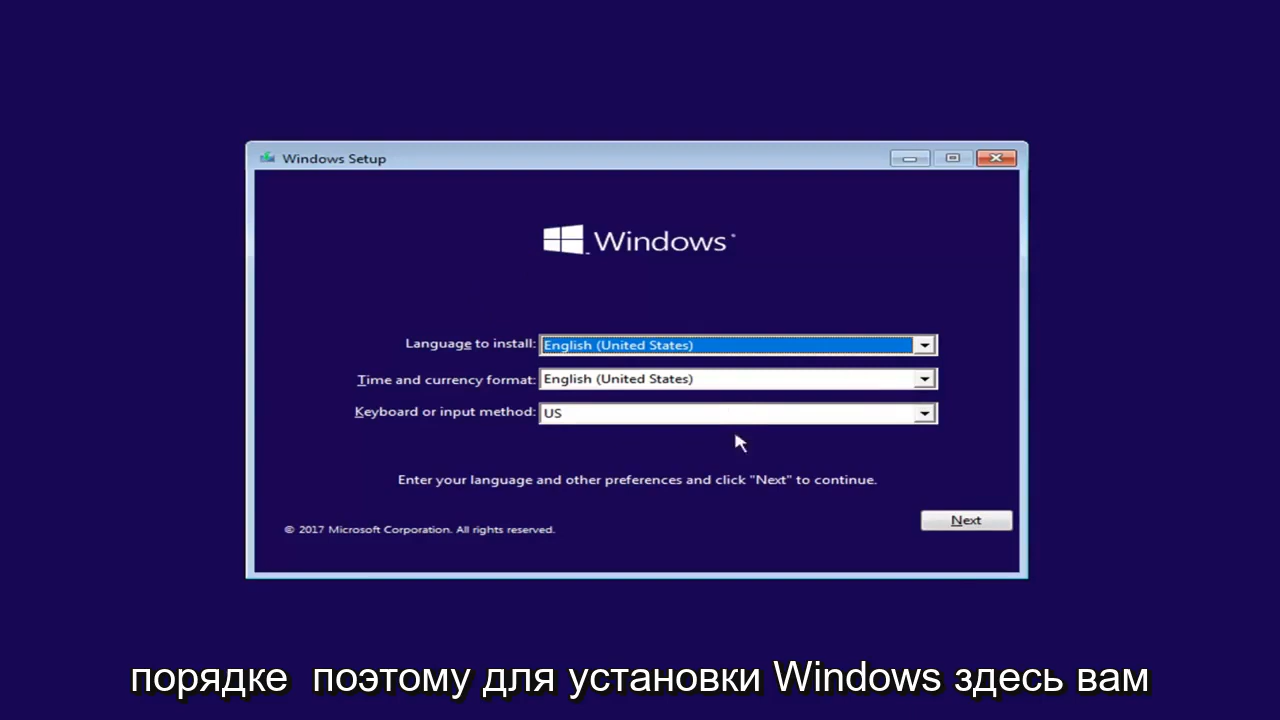 Windows Setup
Windows
Language to install: English (United States)
Time and currency format: English (United States)
Keyboard or input method: US
Enter your language and other preferences and click "Next" to continue.
Next
© 2017 Microsoft Corporation. All rights reserved.
порядке поэтому для установки Windows здесь вам